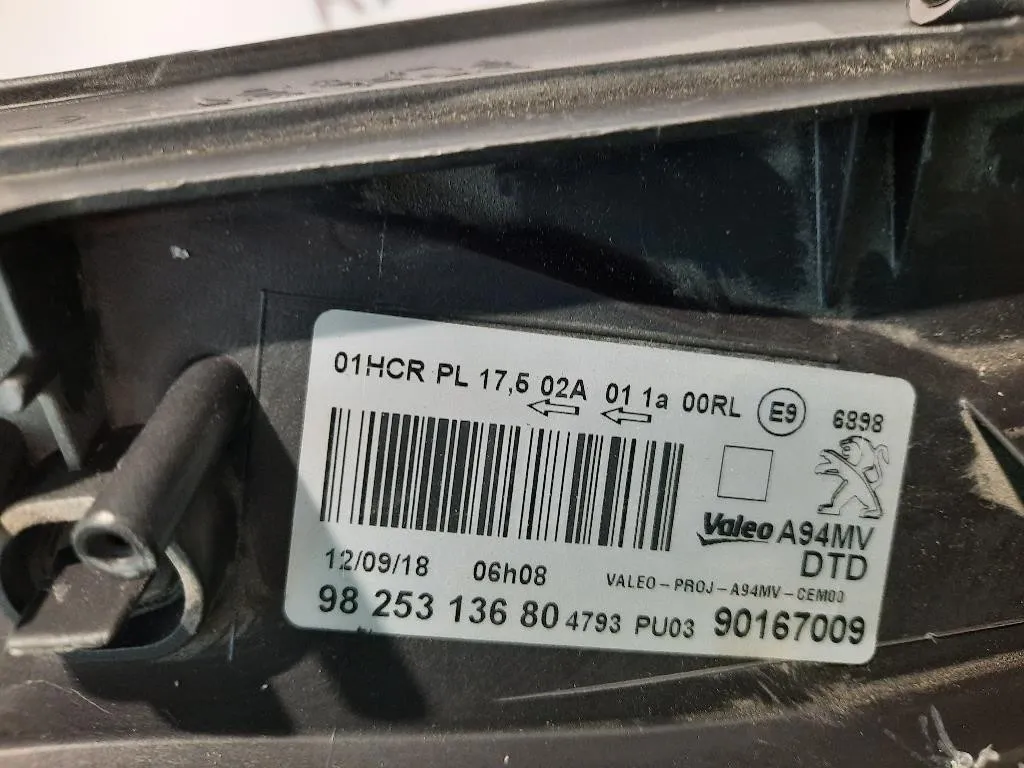 01HCR PL 17,5 02A 01 1a 00RL E9 6898
Valeo A94MV
DTD
12/09/18 06h08 VALEO-PROJ-A94MV-CEM00
98 253 136 80 4793 PU03 90167009